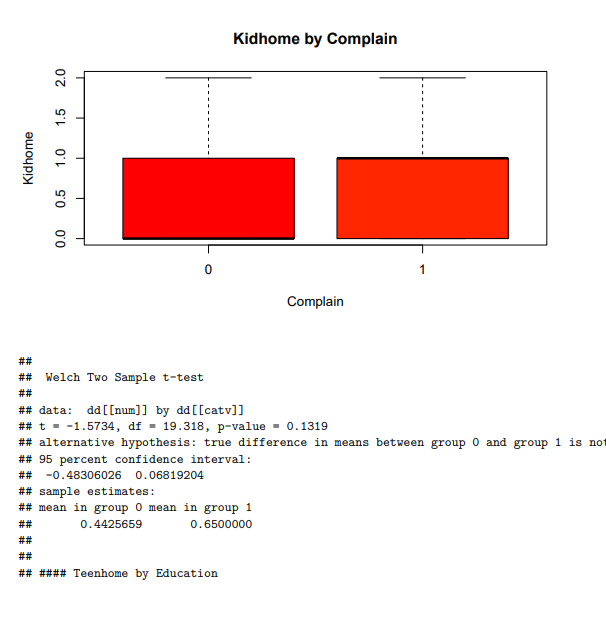 Kidhome by Complain
2.0
1.5
1.0
0.5
0.0
Kidhome
0 1
Complain
##
## Welch Two Sample t-test
##
## data: dd[[num]] by dd[[catv]]
## t = -1.5734, df = 19.318, p-value = 0.1319
## alternative hypothesis: true difference in means between group 0 and group 1 is not
## 95 percent confidence interval:
## -0.48306026 0.06819204
## sample estimates:
## mean in group 0 mean in group 1
## 0.4425659 0.6500000
##
##
## #### Teenhome by Education